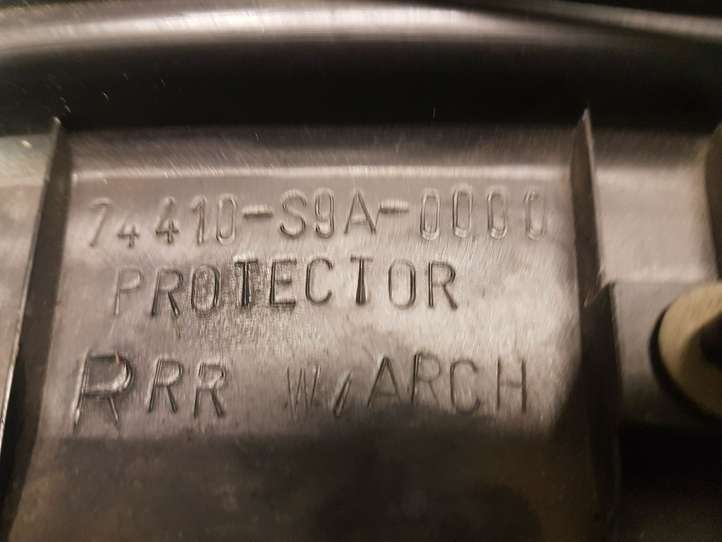 74410-S9A-0000
PROTECTOR
R RR W/ARCH